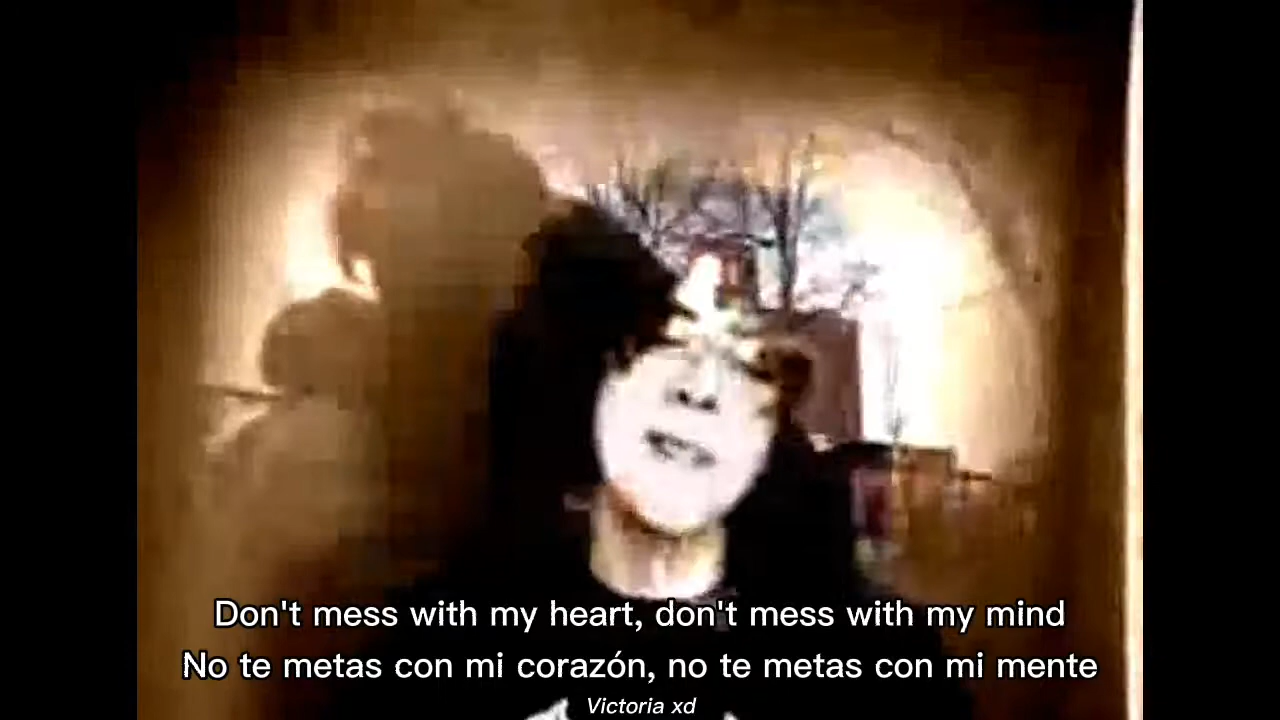 Don't mess with my heart, don't mess with my mind
No te metas con mi corazón, no te metas con mi mente
Victoria xd